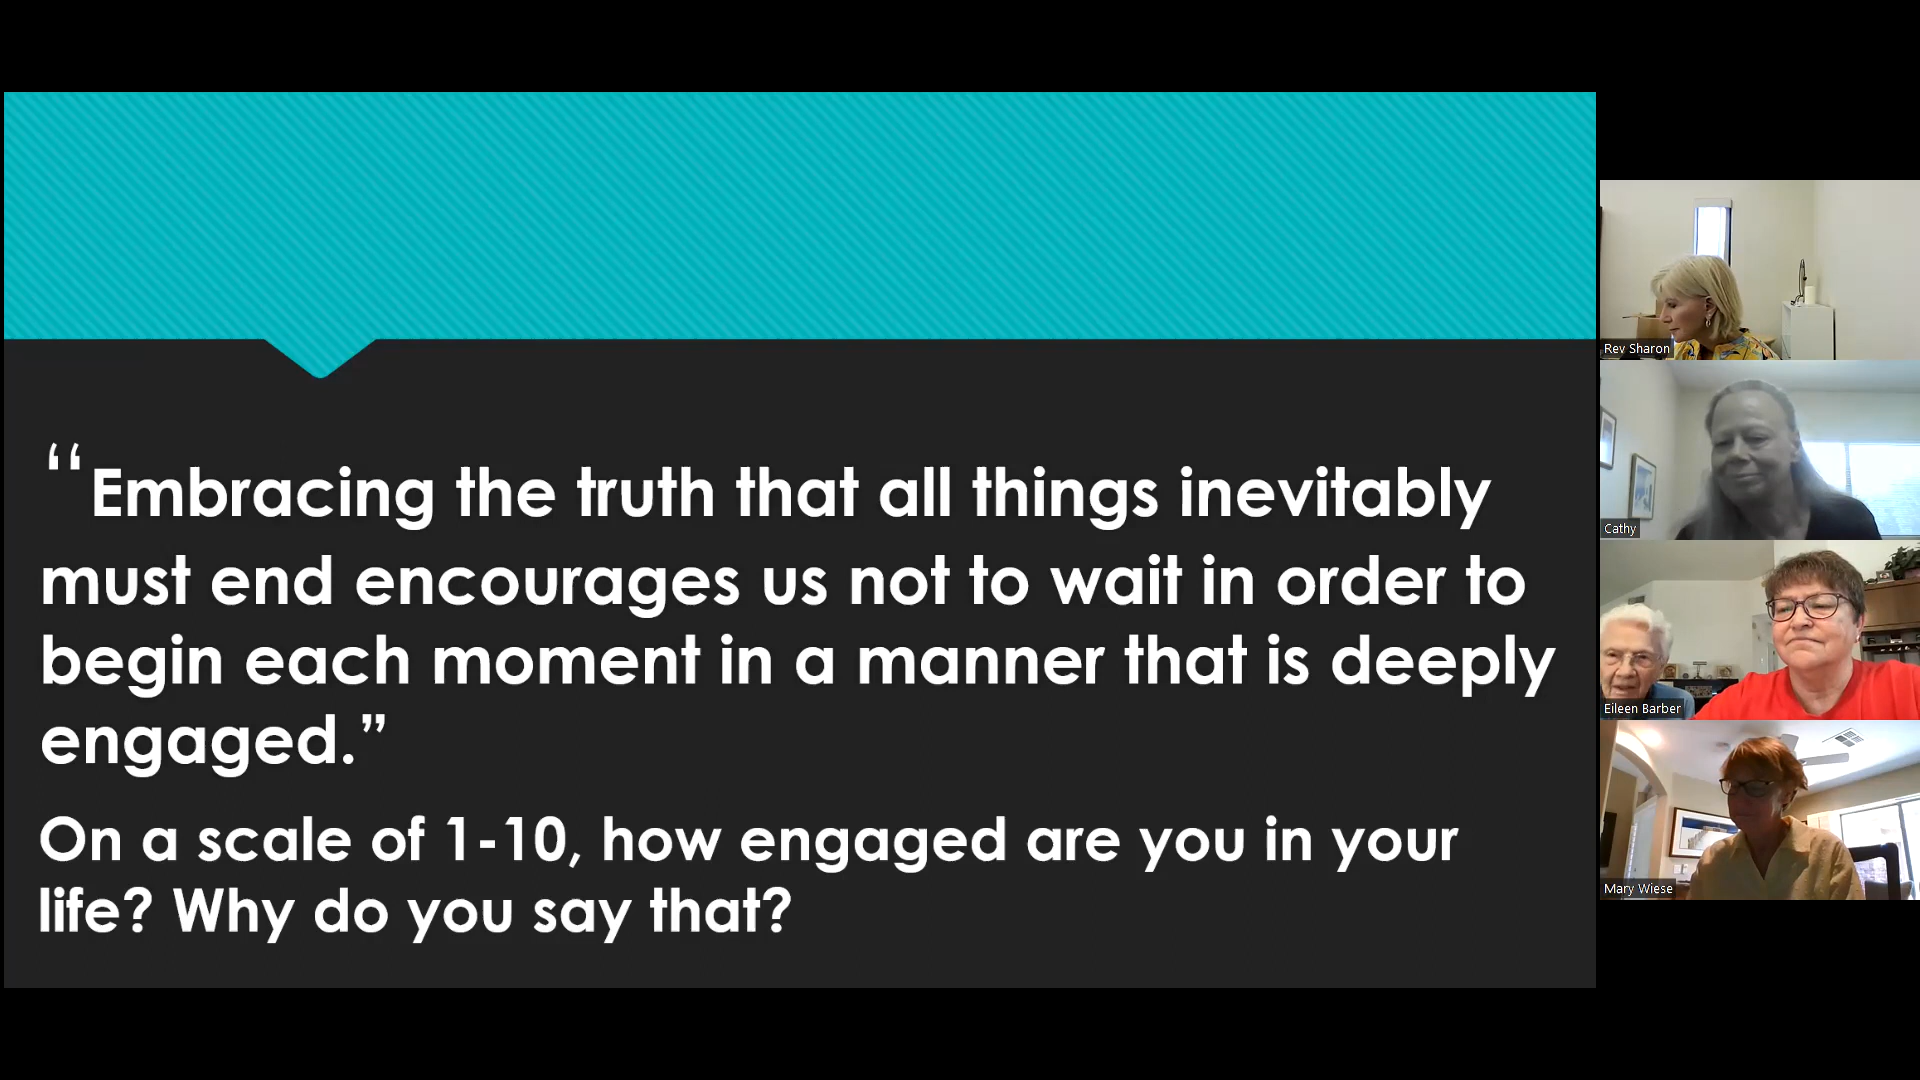 “Embracing the truth that all things inevitably
must end encourages us not to wait in order to
begin each moment in a manner that is deeply
engaged.”
On a scale of 1-10, how engaged are you in your
life? Why do you say that?
Rev Sharon
Cathy
Eileen Barber
Mary Wiese